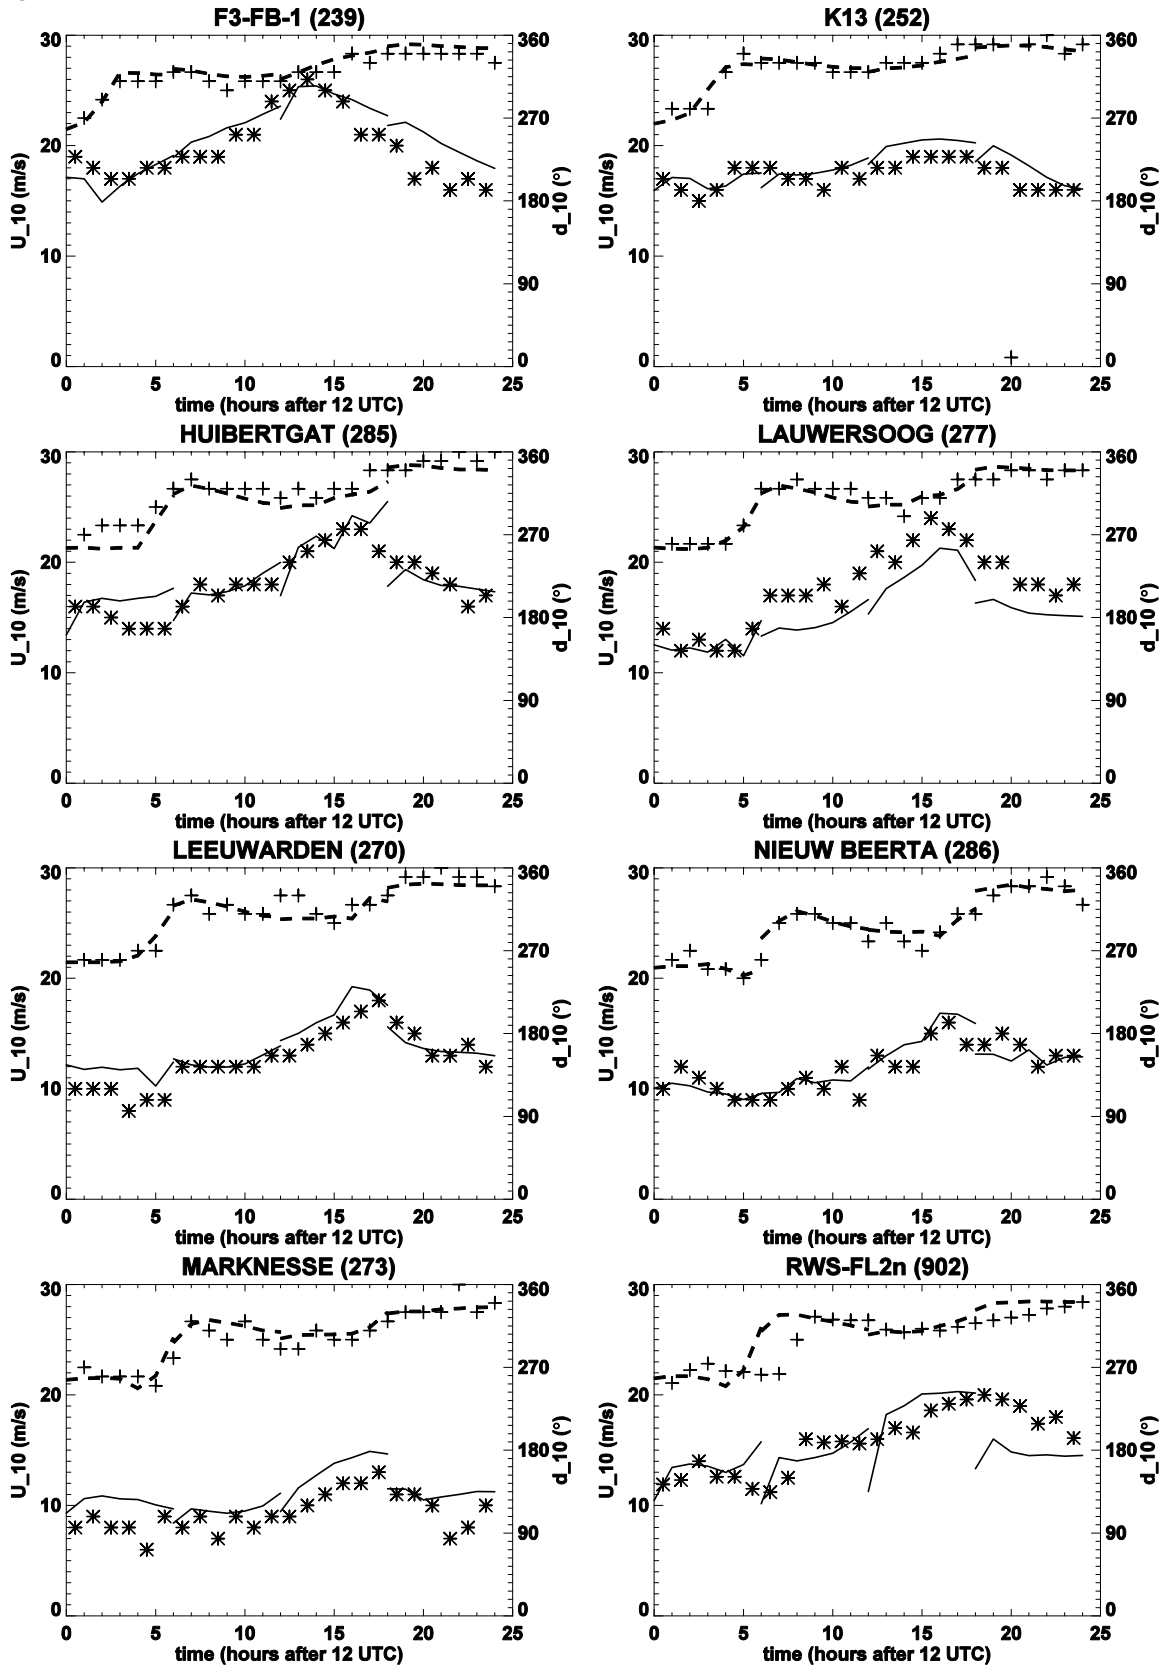 F3-FB-1 (239)
K13 (252)
30
20
10
0
U_10 (m/s)
360
270
180
90
0
d_10 (°)
0 5 10 15 20 25
time (hours after 12 UTC)
30
20
10
0
U_10 (m/s)
360
270
180
90
0
d_10 (°)
0 5 10 15 20 25
time (hours after 12 UTC)
HUIBERTGAT (285)
LAUWERSOOG (277)
30
20
10
0
U_10 (m/s)
360
270
180
90
0
d_10 (°)
0 5 10 15 20 25
time (hours after 12 UTC)
30
20
10
0
U_10 (m/s)
360
270
180
90
0
d_10 (°)
0 5 10 15 20 25
time (hours after 12 UTC)
LEEUWARDEN (270)
NIEUW BEERTA (286)
30
20
10
0
U_10 (m/s)
360
270
180
90
0
d_10 (°)
0 5 10 15 20 25
time (hours after 12 UTC)
30
20
10
0
U_10 (m/s)
360
270
180
90
0
d_10 (°)
0 5 10 15 20 25
time (hours after 12 UTC)
MARKNESSE (273)
RWS-FL2n (902)
30
20
10
0
U_10 (m/s)
360
270
180
90
0
d_10 (°)
0 5 10 15 20 25
time (hours after 12 UTC)
30
20
10
0
U_10 (m/s)
360
270
180
90
0
d_10 (°)
0 5 10 15 20 25
time (hours after 12 UTC)